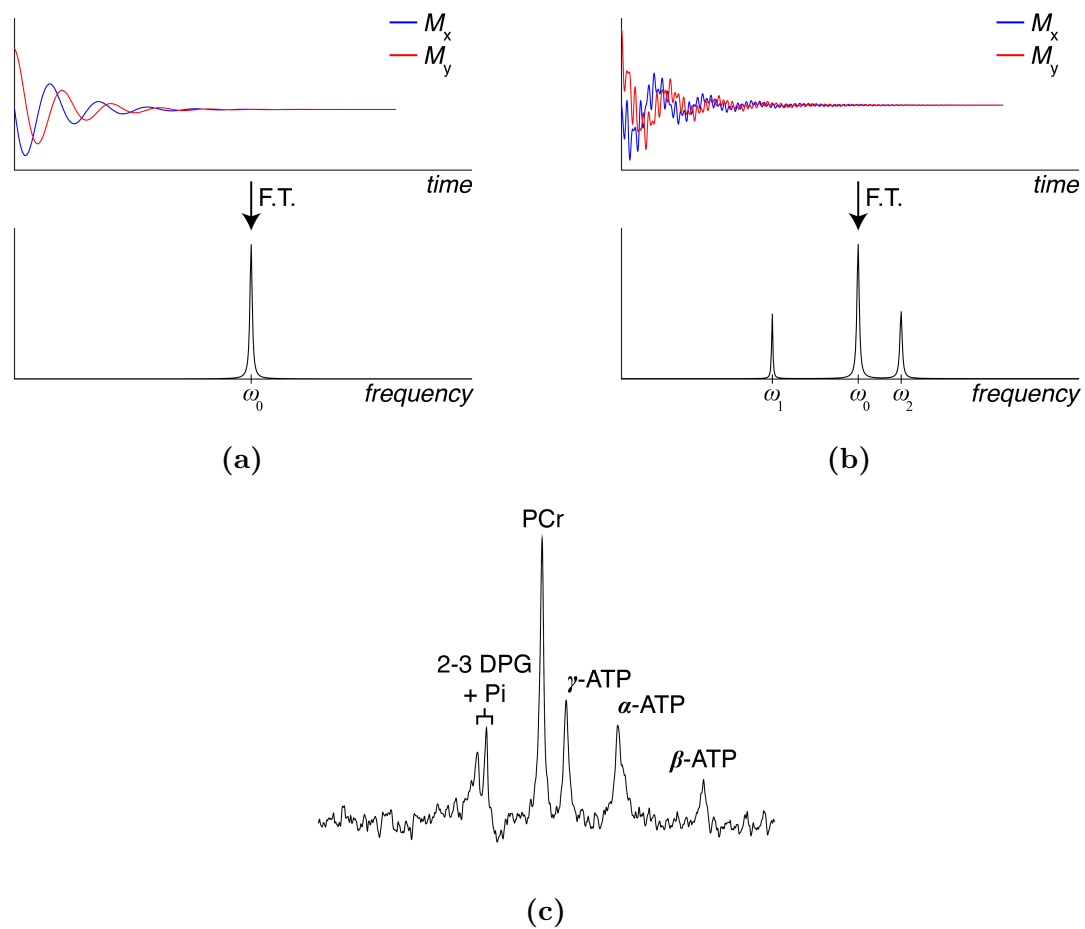 Mx
My
time
F.T.
frequency
ω0
(a)
Mx
My
time
F.T.
ω1
ω0
ω2
frequency
(b)
PCr
2-3 DPG
+ Pi
γ-ATP
α-ATP
β-ATP
(c)